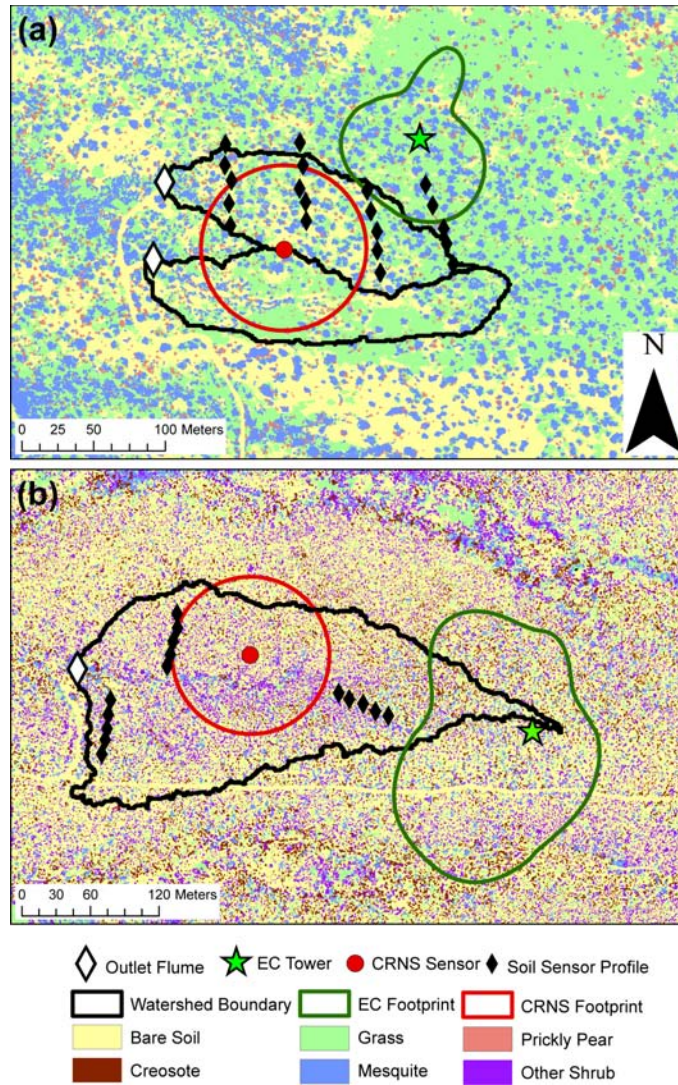 (a)
N
0 25 50 100 Meters
(b)
0 30 60 120 Meters
Outlet Flume EC Tower CRNS Sensor Soil Sensor Profile
Watershed Boundary EC Footprint CRNS Footprint
Bare Soil Grass Prickly Pear
Creosote Mesquite Other Shrub